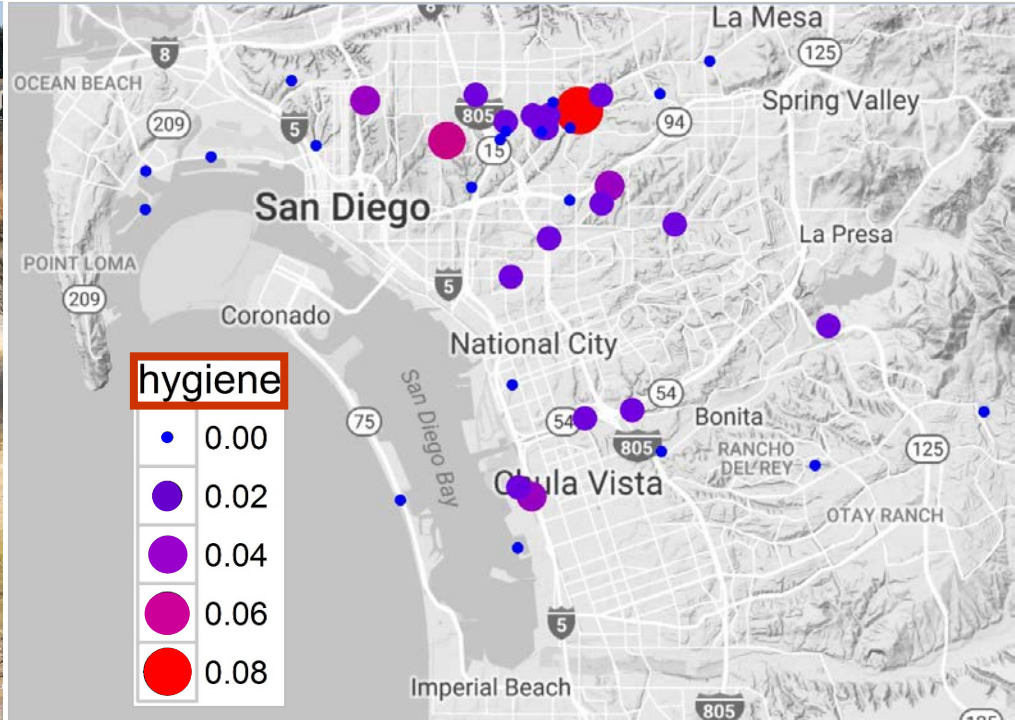 La Mesa
8
8
125
OCEAN BEACH
Spring Valley
805
209
5
94
15
San Diego
La Presa
POINT LOMA
5
209
Coronado
National City
hygiene
0.00
0.02
0.04
0.06
0.08
San Diego Bay
75
54
54
Bonita
805
RANCHO
DEL REY
125
Chula Vista
OTAY RANCH
5
Imperial Beach
805